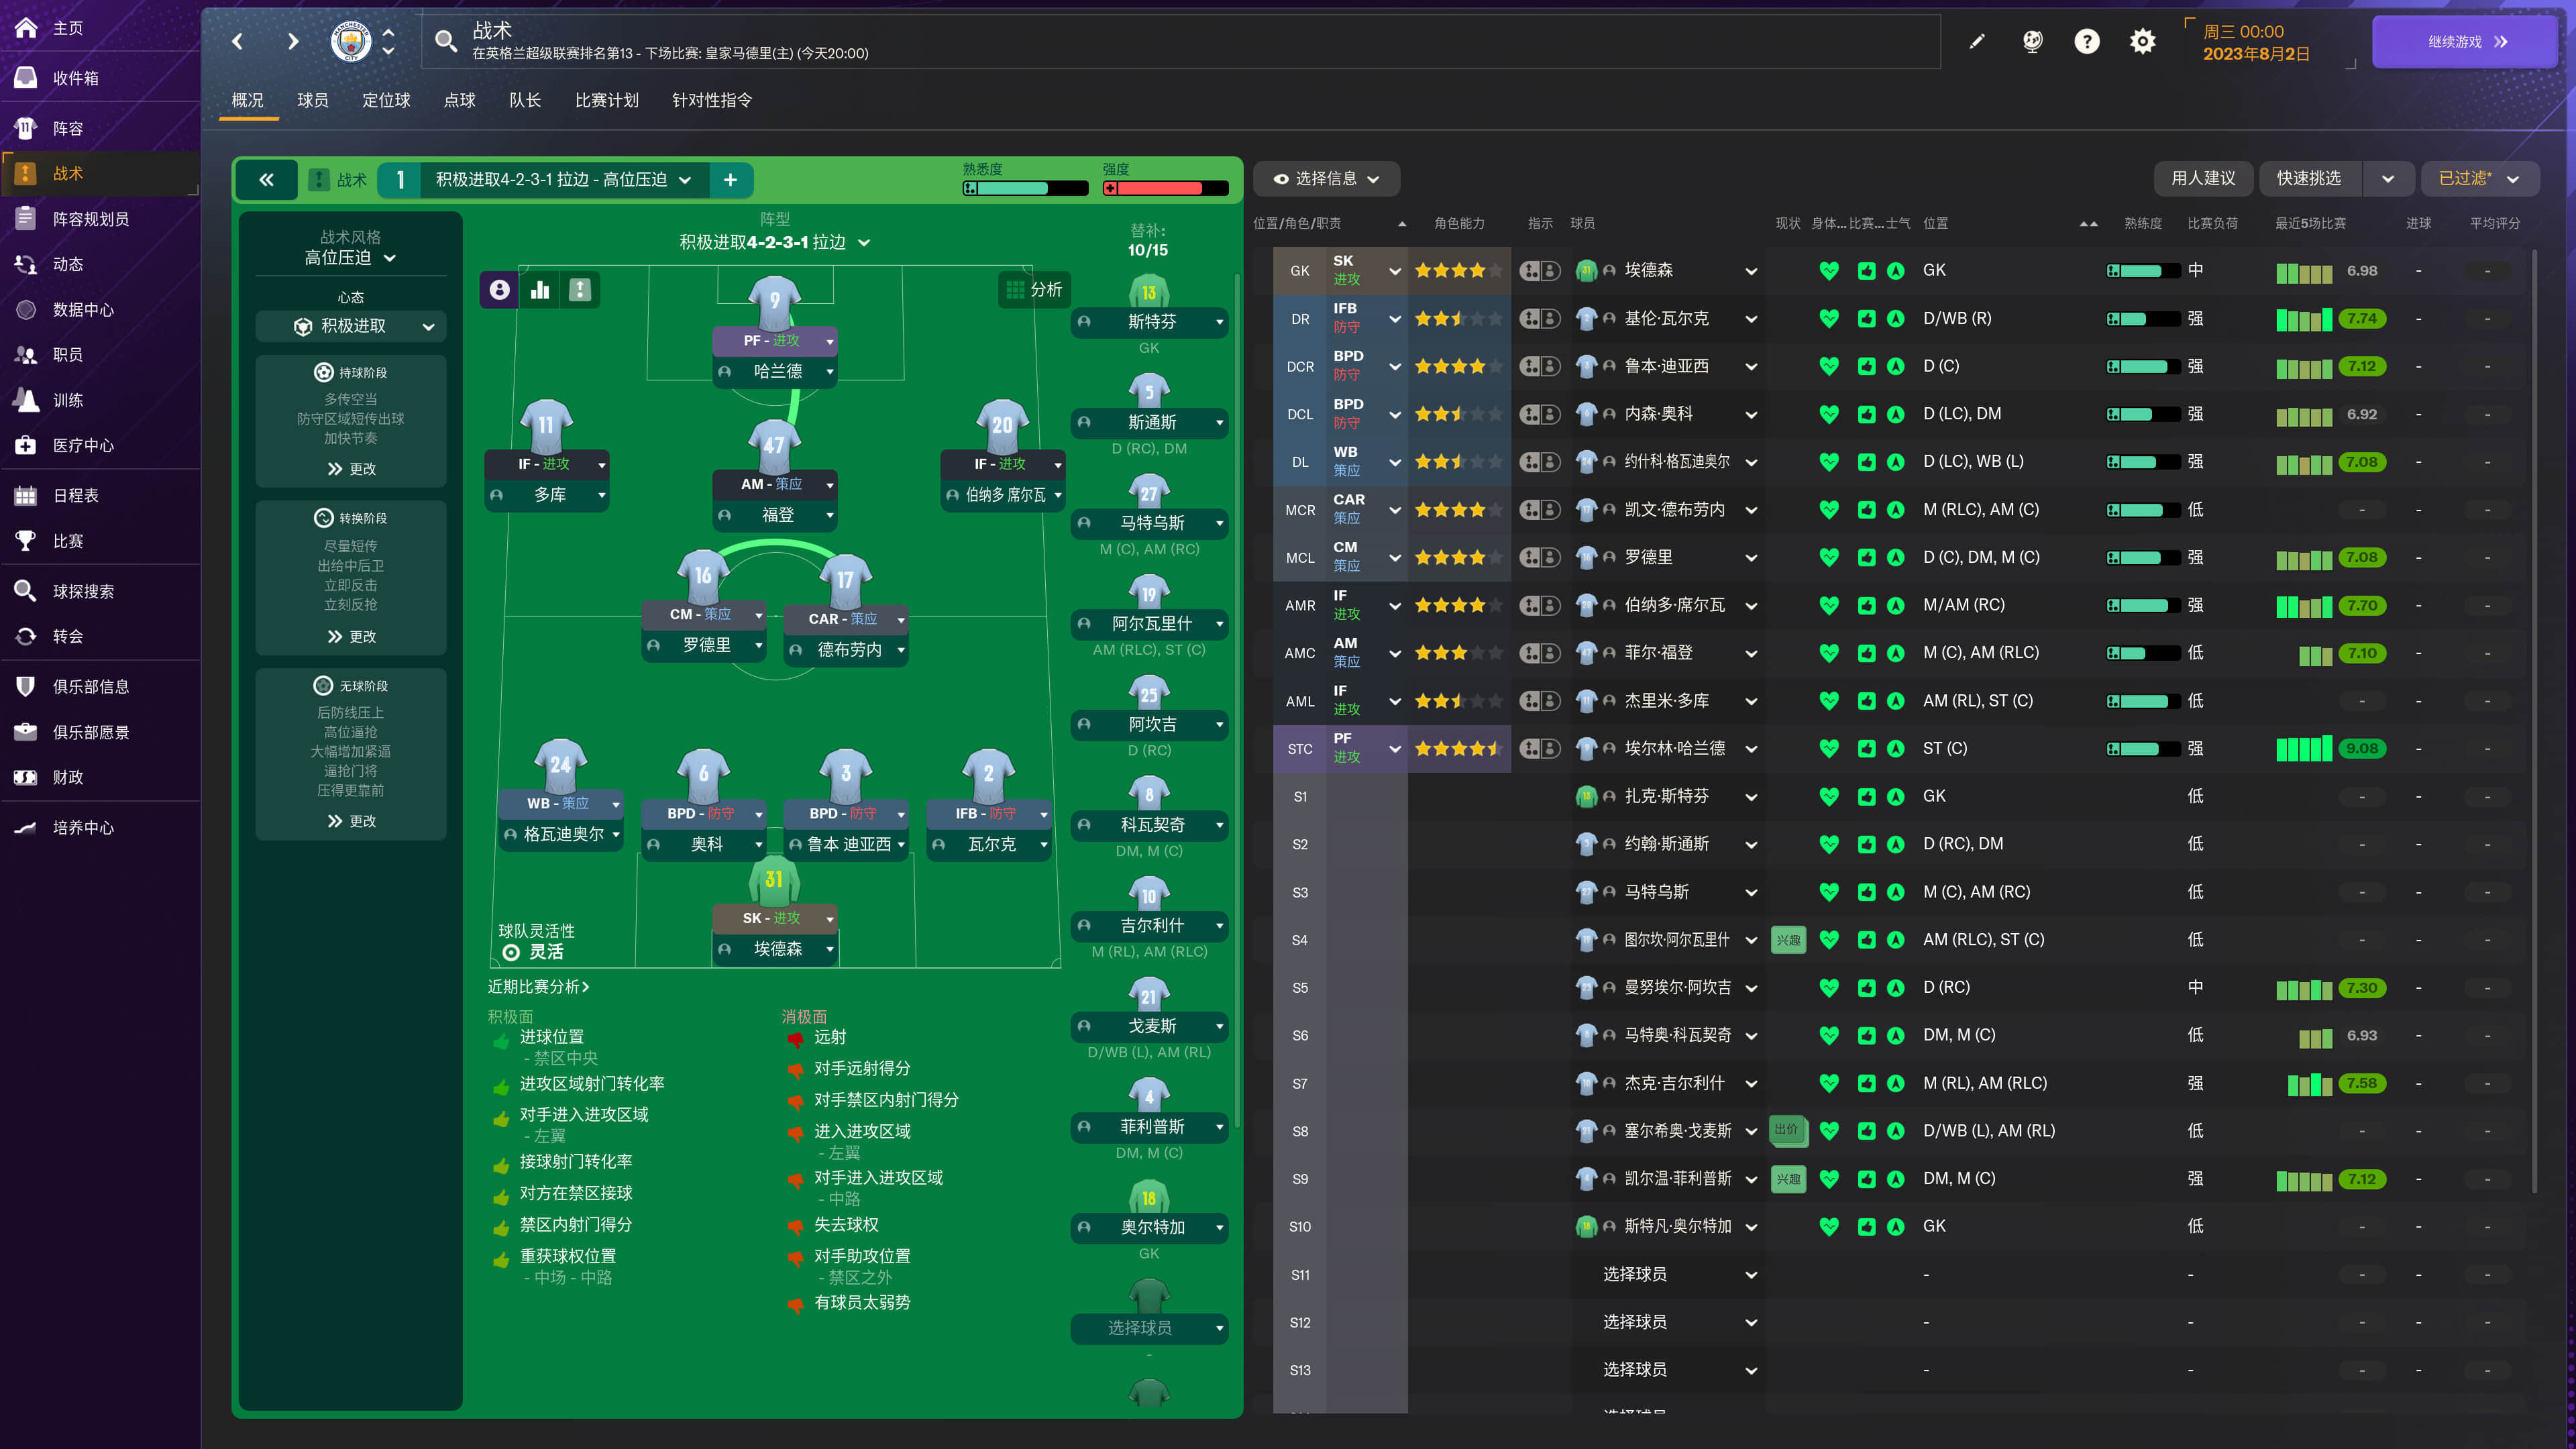 主页
收件箱
阵容
战术
阵容规划员
动态
数据中心
职员
训练
医疗中心
日程表
比赛
球探搜索
转会
俱乐部信息
俱乐部愿景
财政
培养中心
战术
在英格兰超级联赛排名第13 - 下场比赛: 皇家马德里(主) (今天20:00)
周三 00:00
2023年8月2日
继续游戏
概况 球员 定位球 点球 队长 比赛计划 针对性指令
战术 1 积极进取4-2-3-1 拉边 - 高位压迫 +
熟悉度 强度
战术风格
高位压迫
心态
积极进取
持球阶段
多传空当
防守区域短传出球
加快节奏
更改
转换阶段
尽量短传
出给中后卫
立即反击
立刻反抢
更改
无球阶段
后防线压上
高位逼抢
大幅增加紧逼
逼抢门将
压得更靠前
更改
阵型
积极进取4-2-3-1 拉边
分析
9
PF - 进攻
哈兰德
11
IF - 进攻
多库
47
AM - 策应
福登
20
IF - 进攻
伯纳多 席尔瓦
16
CM - 策应
罗德里
17
CAR - 策应
德布劳内
24
WB - 策应
格瓦迪奥尔
6
BPD - 防守
奥科
3
BPD - 防守
鲁本 迪亚西
2
IFB - 防守
瓦尔克
31
SK - 进攻
埃德森
球队灵活性
灵活
近期比赛分析
积极面
进球位置
- 禁区中央
进攻区域射门转化率
对手进入进攻区域
- 左翼
接球射门转化率
对方在禁区接球
禁区内射门得分
重获球权位置
- 中场 - 中路
消极面
远射
对手远射得分
对手禁区内射门得分
进入进攻区域
- 左翼
对手进入进攻区域
- 中路
失去球权
对手助攻位置
- 禁区之外
有球员太弱势
替补:
10/15
13
斯特芬
GK
5
斯通斯
D (RC), DM
27
马特乌斯
M (C), AM (RC)
19
阿尔瓦里什
AM (RLC), ST (C)
25
阿坎吉
D (RC)
8
科瓦契奇
DM, M (C)
10
吉尔利什
M (RL), AM (RLC)
21
戈麦斯
D/WB (L), AM (RL)
4
菲利普斯
DM, M (C)
18
奥尔特加
GK
选择球员
-
选择信息 用人建议 快速挑选 已过滤*
位置/角色/职责 角色能力 指示 球员 现状 身体... 比赛... 士气 位置 熟练度 比赛负荷 最近5场比赛 进球 平均评分
GK SK 进攻 埃德森 GK 中 6.98 - -
DR IFB 防守 基伦·瓦尔克 D/WB (R) 强 7.74 - -
DCR BPD 防守 鲁本·迪亚西 D (C) 强 7.12 - -
DCL BPD 防守 内森·奥科 D (LC), DM 强 6.92 - -
DL WB 策应 约什科·格瓦迪奥尔 D (LC), WB (L) 强 7.08 - -
MCR CAR 策应 凯文·德布劳内 M (RLC), AM (C) 低 - - -
MCL CM 策应 罗德里 D (C), DM, M (C) 强 7.08 - -
AMR IF 进攻 伯纳多·席尔瓦 M/AM (RC) 强 7.70 - -
AMC AM 策应 菲尔·福登 M (C), AM (RLC) 低 7.10 - -
AML IF 进攻 杰里米·多库 AM (RL), ST (C) 低 - - -
STC PF 进攻 埃尔林·哈兰德 ST (C) 强 9.08 - -
S1 扎克·斯特芬 GK 低 - - -
S2 约翰·斯通斯 D (RC), DM 低 - - -
S3 马特乌斯 M (C), AM (RC) 低 - - -
S4 图尔坎·阿尔瓦里什 兴趣 AM (RLC), ST (C) 低 - - -
S5 曼努埃尔·阿坎吉 D (RC) 中 7.30 - -
S6 马特奥·科瓦契奇 DM, M (C) 低 6.93 - -
S7 杰克·吉尔利什 M (RL), AM (RLC) 强 7.58 - -
S8 塞尔希奥·戈麦斯 出价 D/WB (L), AM (RL) 低 - - -
S9 凯尔温·菲利普斯 兴趣 DM, M (C) 强 7.12 - -
S10 斯特凡·奥尔特加 GK 低 - - -
S11 选择球员 - - - - -
S12 选择球员 - - - - -
S13 选择球员 - - - - -